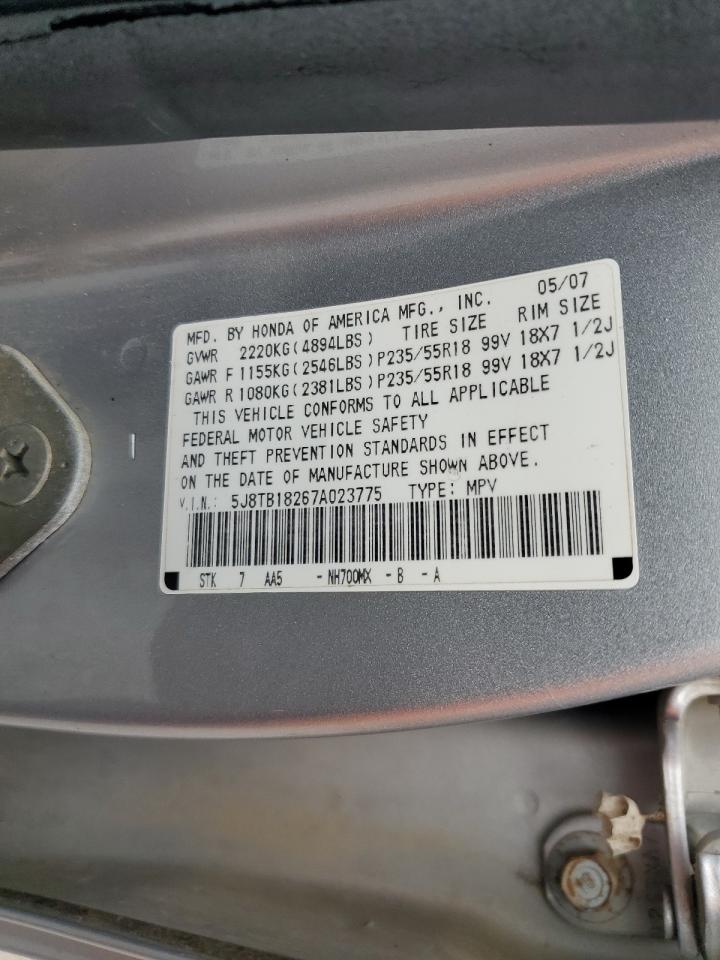 MFD. BY HONDA OF AMERICA MFG., INC. 05/07
GVWR 2220KG(4894LBS) TIRE SIZE RIM SIZE
GAWR F 1155KG(2546LBS)P235/55R18 99V 18X7 1/2J
GAWR R 1080KG(2381LBS)P235/55R18 99V 18X7 1/2J
THIS VEHICLE CONFORMS TO ALL APPLICABLE
FEDERAL MOTOR VEHICLE SAFETY
AND THEFT PREVENTION STANDARDS IN EFFECT
ON THE DATE OF MANUFACTURE SHOWN ABOVE.
V.I.N.: 5J8TB18267A023775 TYPE: MPV
STK 7 AA5 -NH700MX -B -A